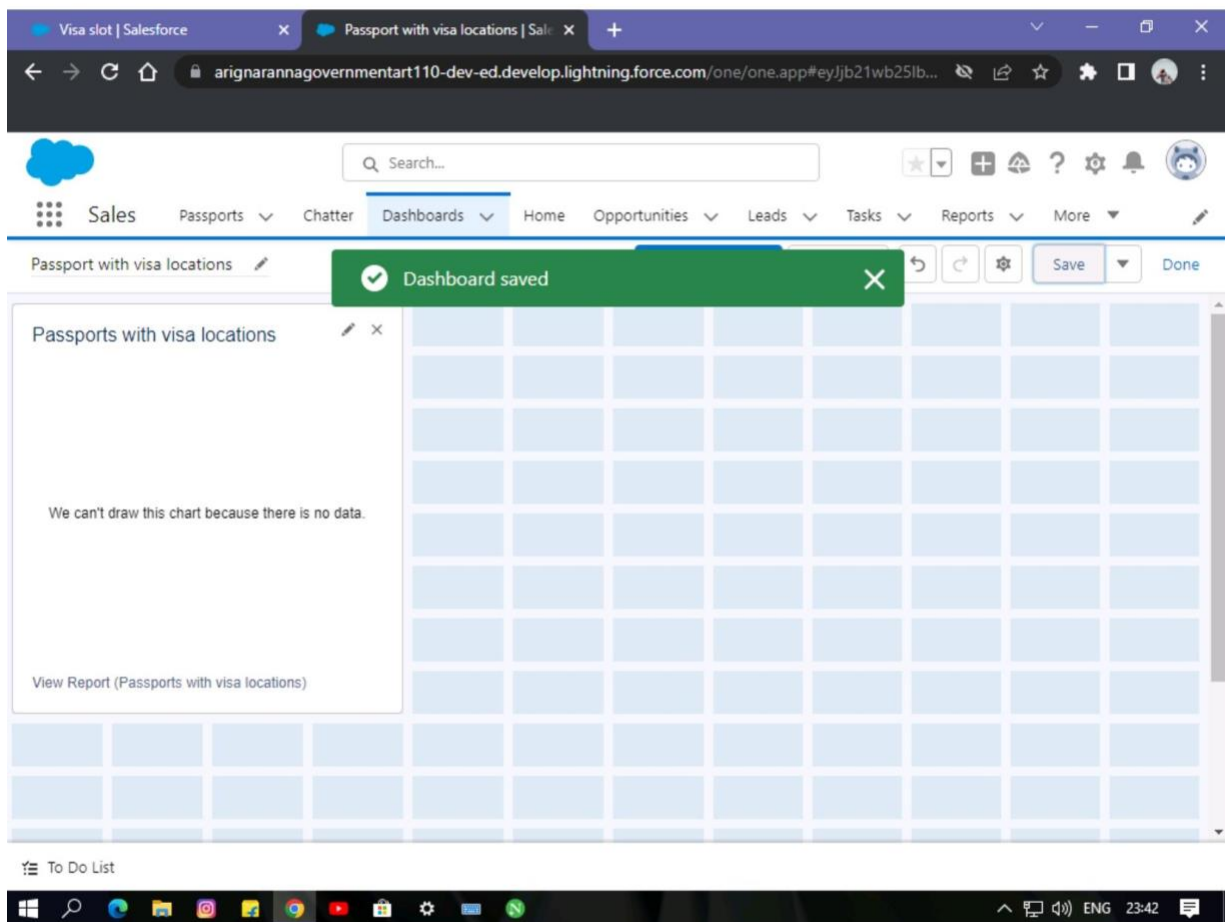 Visa slot | Salesforce
Passport with visa locations | Sale
arignarannagovernmentart110-dev-ed.develop.lightning.force.com/one/one.app#eyJjb21wb25lb...
Search...
Sales Passports Chatter Dashboards Home Opportunities Leads Tasks Reports More
Passport with visa locations
Dashboard saved
Save
Done
Passports with visa locations
We can't draw this chart because there is no data.
View Report (Passports with visa locations)
To Do List
ENG 23:42